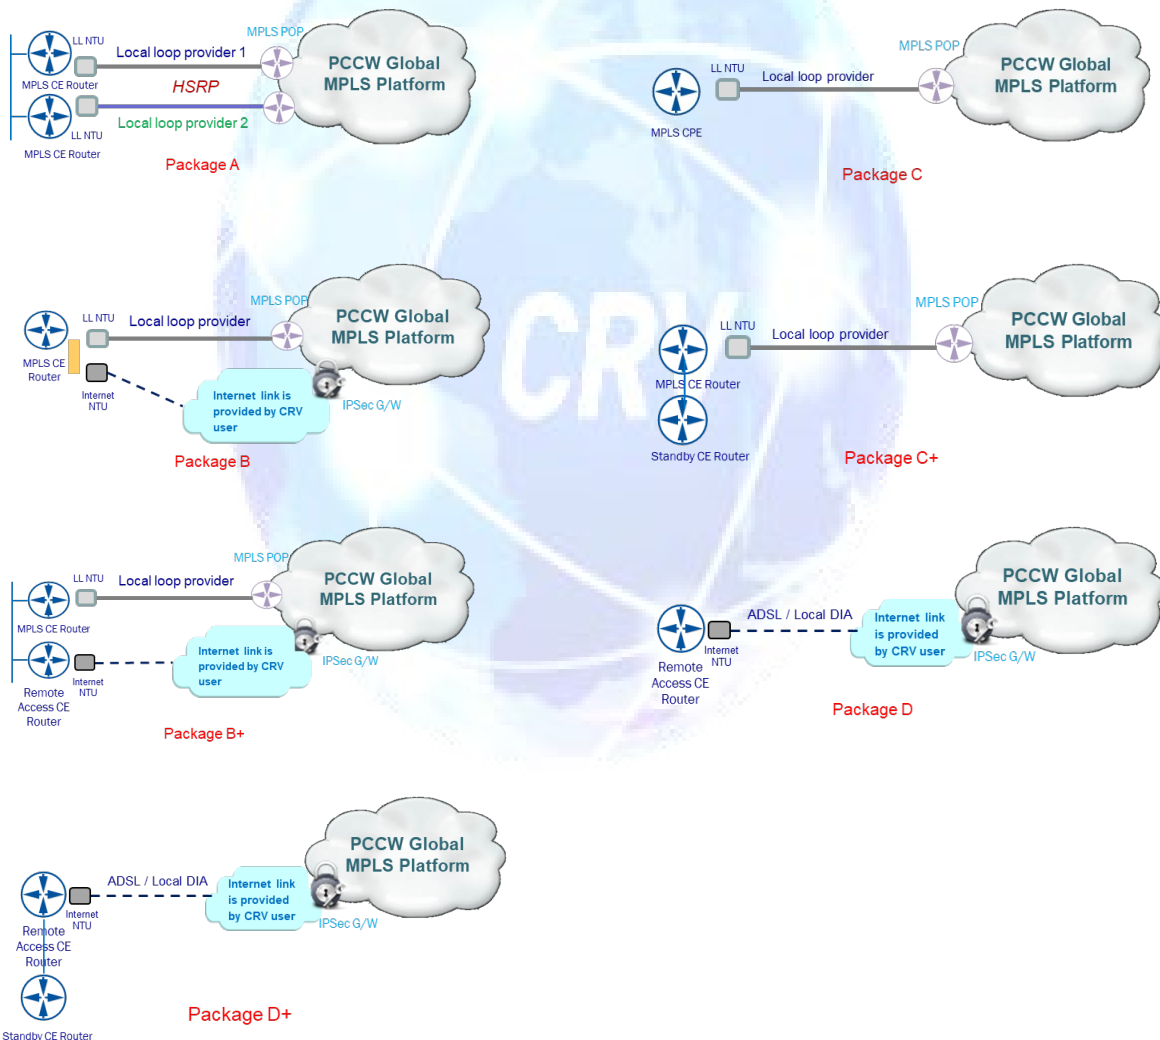 LL NTU
Local loop provider 1
MPLS POP
PCCW Global
MPLS Platform
MPLS CE Router
HSRP
Local loop provider 2
LL NTU
MPLS CE Router
Package A
LL NTU
Local loop provider
MPLS POP
PCCW Global
MPLS Platform
MPLS CPE
Package C
CRV
LL NTU
Local loop provider
MPLS POP
PCCW Global
MPLS Platform
MPLS CE
Router
Internet
NTU
Internet link is
provided by CRV
user
IPSec G/W
Package B
LL NTU
Local loop provider
MPLS POP
PCCW Global
MPLS Platform
MPLS CE Router
Standby CE Router
Package C+
LL NTU
Local loop provider
MPLS POP
PCCW Global
MPLS Platform
MPLS CE Router
Remote
Access CE
Router
Internet
NTU
Internet link is
provided by CRV
user
IPSec G/W
Package B+
Remote
Access CE
Router
Internet
NTU
ADSL / Local DIA
Internet link
is provided
by CRV user
PCCW Global
MPLS Platform
IPSec G/W
Package D
Remote
Access CE
Router
Internet
NTU
ADSL / Local DIA
Internet link
is provided
by CRV user
PCCW Global
MPLS Platform
IPSec G/W
Standby CE Router
Package D+